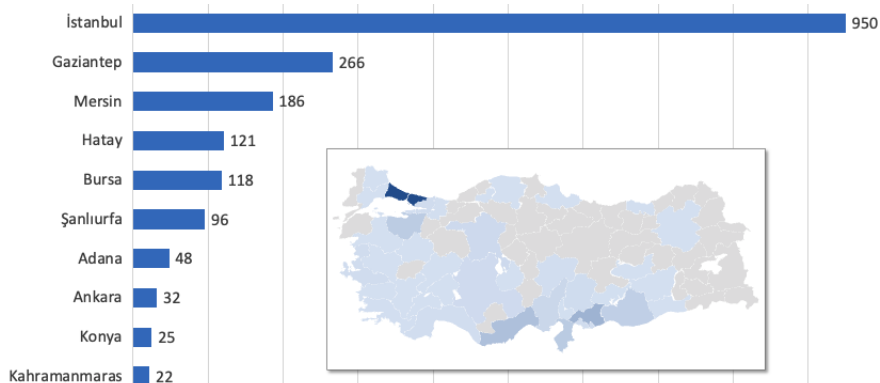 İstanbul 950
Gaziantep 266
Mersin 186
Hatay 121
Bursa 118
Şanlıurfa 96
Adana 48
Ankara 32
Konya 25
Kahramanmaras 22